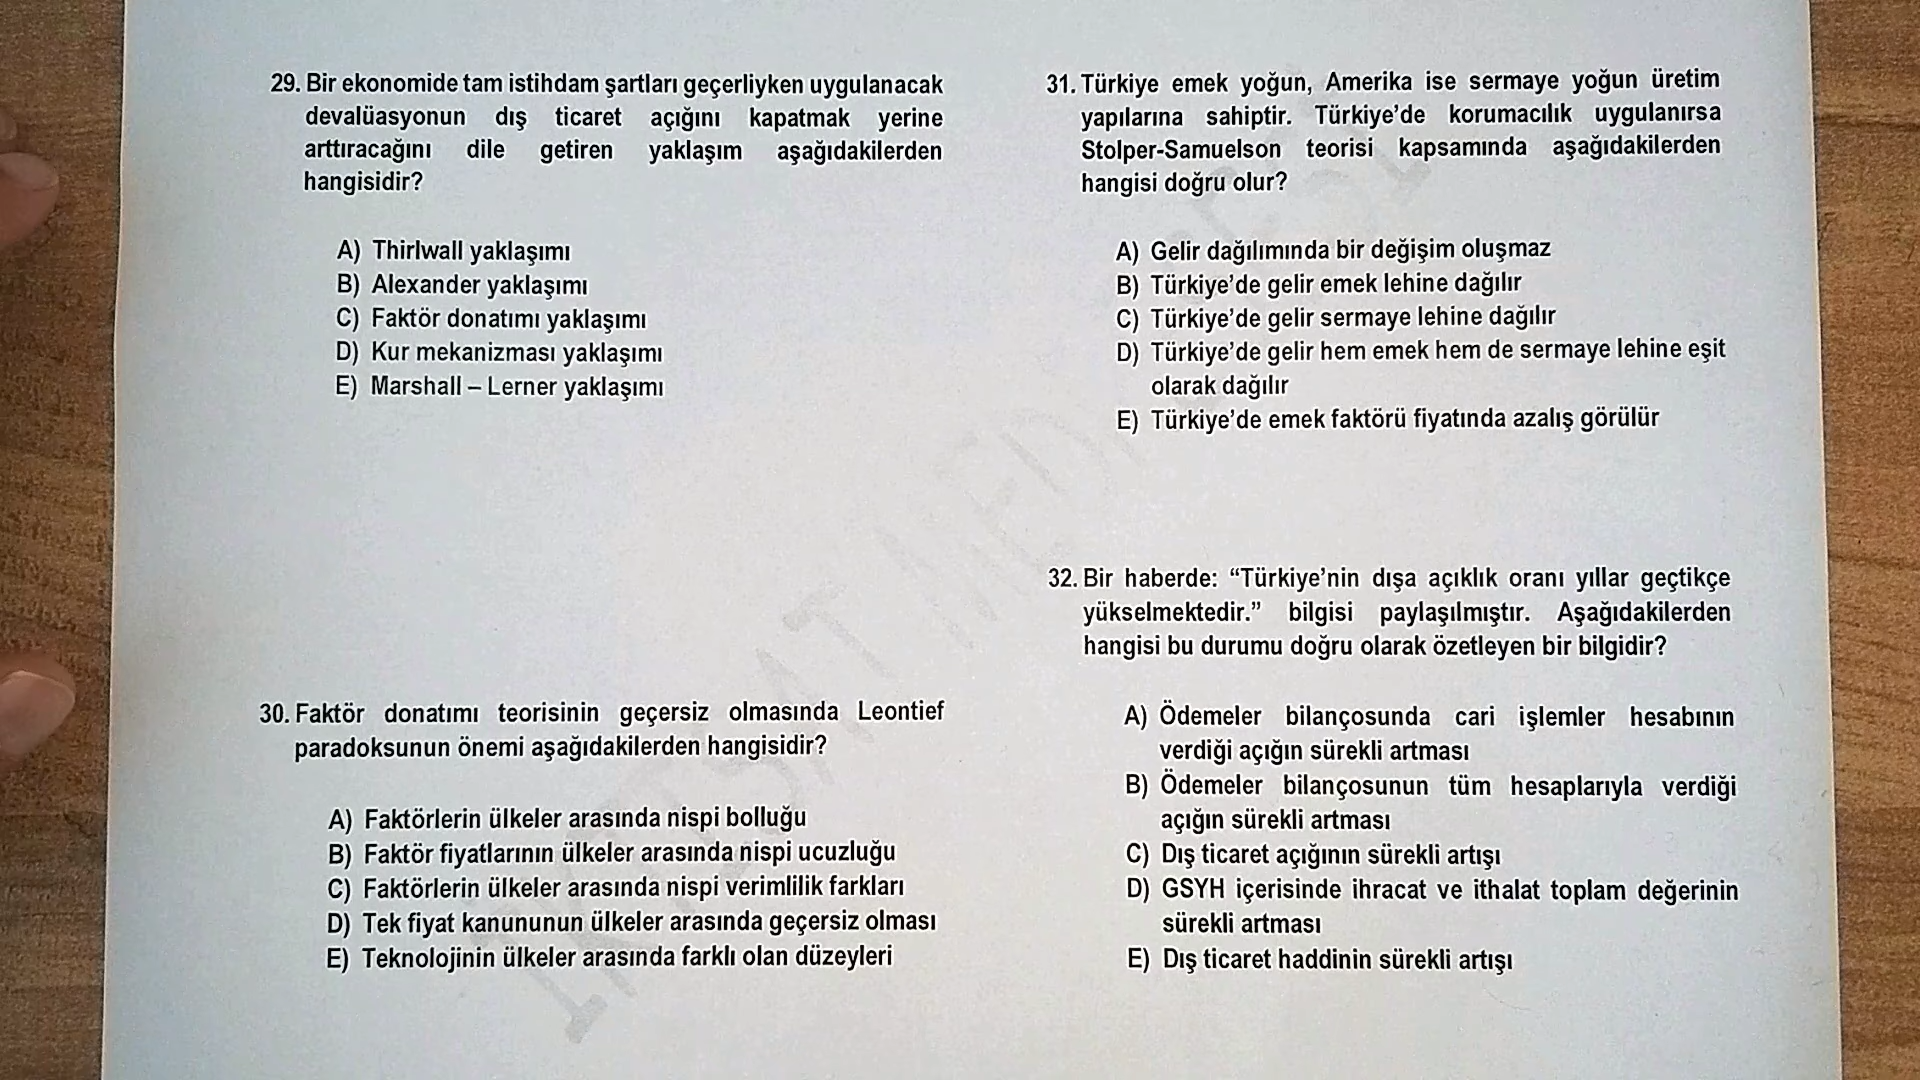 29. Bir ekonomide tam istihdam şartları geçerliyken uygulanacak
devalüasyonun dış ticaret açığını kapatmak yerine
arttıracağını dile getiren yaklaşım aşağıdakilerden
hangisidir?
A) Thirlwall yaklaşımı
B) Alexander yaklaşımı
C) Faktör donatımı yaklaşımı
D) Kur mekanizması yaklaşımı
E) Marshall – Lerner yaklaşımı
30. Faktör donatımı teorisinin geçersiz olmasında Leontief
paradoksunun önemi aşağıdakilerden hangisidir?
A) Faktörlerin ülkeler arasında nispi bolluğu
B) Faktör fiyatlarının ülkeler arasında nispi ucuzluğu
C) Faktörlerin ülkeler arasında nispi verimlilik farkları
D) Tek fiyat kanununun ülkeler arasında geçersiz olması
E) Teknolojinin ülkeler arasında farklı olan düzeyleri
31. Türkiye emek yoğun, Amerika ise sermaye yoğun üretim
yapılarına sahiptir. Türkiye’de korumacılık uygulanırsa
Stolper-Samuelson teorisi kapsamında aşağıdakilerden
hangisi doğru olur?
A) Gelir dağılımında bir değişim oluşmaz
B) Türkiye’de gelir emek lehine dağılır
C) Türkiye’de gelir sermaye lehine dağılır
D) Türkiye’de gelir hem emek hem de sermaye lehine eşit
olarak dağılır
E) Türkiye’de emek faktörü fiyatında azalış görülür
32. Bir haberde: “Türkiye’nin dışa açıklık oranı yıllar geçtikçe
yükselmektedir.” bilgisi paylaşılmıştır. Aşağıdakilerden
hangisi bu durumu doğru olarak özetleyen bir bilgidir?
A) Ödemeler bilançosunda cari işlemler hesabının
verdiği açığın sürekli artması
B) Ödemeler bilançosunun tüm hesaplarıyla verdiği
açığın sürekli artması
C) Dış ticaret açığının sürekli artışı
D) GSYH içerisinde ihracat ve ithalat toplam değerinin
sürekli artması
E) Dış ticaret haddinin sürekli artışı